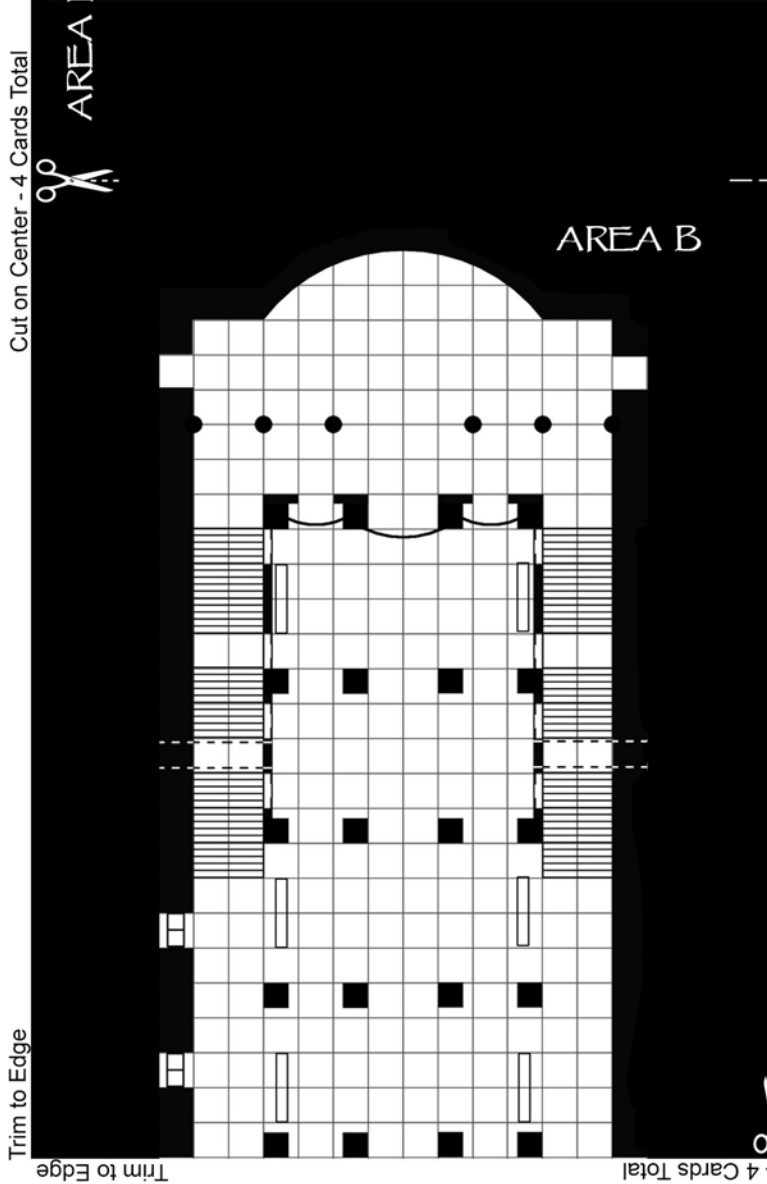 Cut on Center - 4 Cards Total
AREA
AREA B
Trim to Edge
Trim to Edge
4 Cards Total